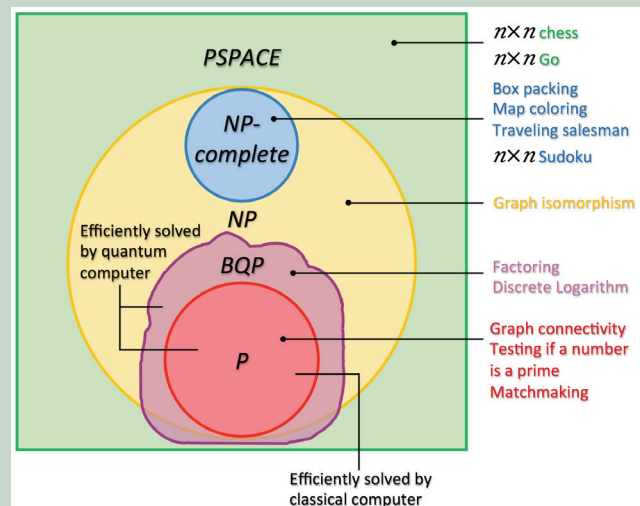 PSPACE
NP-
complete
NP
BQP
P
Efficiently solved
by quantum
computer
n×n chess
n×n Go
Box packing
Map coloring
Traveling salesman
n×n Sudoku
Graph isomorphism
Factoring
Discrete Logarithm
Graph connectivity
Testing if a number
is a prime
Matchmaking
Efficiently solved by
classical computer